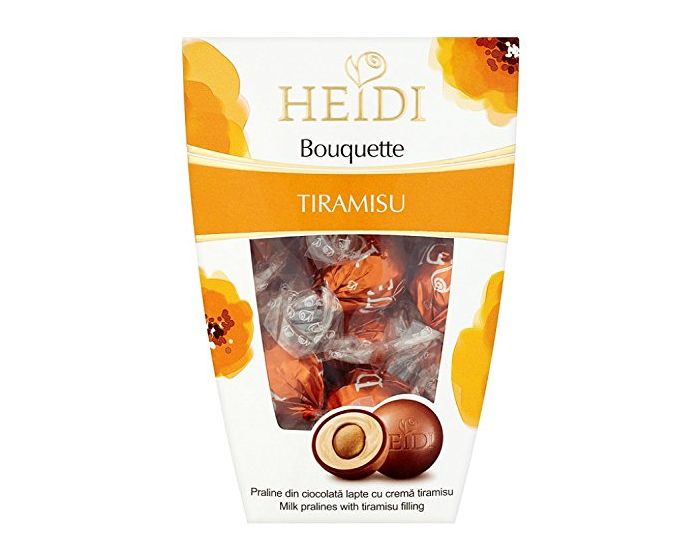 HEIDI
Bouquette
TIRAMISU
HEIDI
Praline din ciocolată lapte cu cremă tiramisu
Milk pralines with tiramisu filling